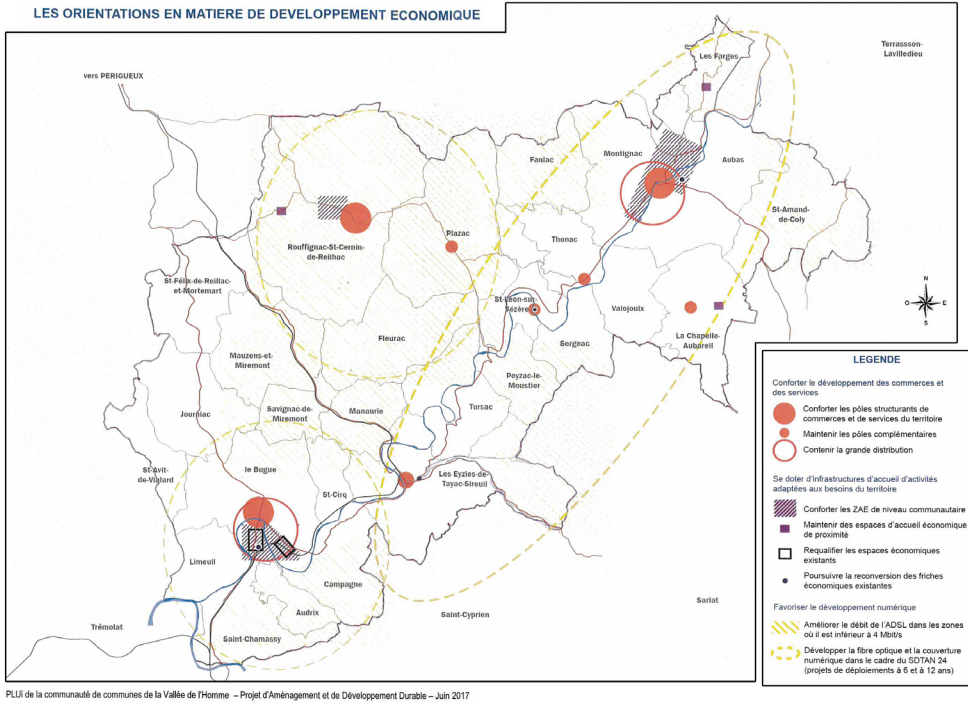 LES ORIENTATIONS EN MATIERE DE DEVELOPPEMENT ECONOMIQUE
Terrasson-
Lavilledieu
vers PERIGUEUX
Les Farges
Fanlac
Montignac
Aubas
St-Amand-
de-Coly
Plazac
Rouffignac-St-Cernin-
de-Reilhac
Thonac
St-Félix-de-Reillac-
et-Mortemart
St-Léon-sur-
Vézère
Valojoulx
N
O
E
S
Fleurac
Sergeac
La Chapelle-
Aubareil
Mauzens-et-
Miremont
Peyzac-le-
Moustier
Journiac
Savignac-de-
Miremont
Manaurie
Tursac
St-Avit-
de-Vialard
le Bugue
St-Cirq
Les Eyzies-de-
Tayac-Sireuil
Limeuil
Campagne
Audrix
Saint-Cyprien
Sarlat
Trémolat
Saint-Chamassy
LEGENDE
Conforter le développement des commerces et
des services
Conforter les pôles structurants de
commerces et de services du territoire
Maintenir les pôles complémentaires
Contenir la grande distribution
Se doter d'infrastructures d'accueil d'activités
adaptées aux besoins du territoire
Conforter les ZAE de niveau communautaire
Maintenir des espaces d'accueil économique
de proximité
Requalifier les espaces économiques
existants
Poursuivre la reconversion des friches
économiques existantes
Favoriser le développement numérique
Améliorer le débit de l'ADSL dans les zones
où il est inférieur à 4 Mbit/s
Développer la fibre optique et la couverture
numérique dans le cadre du SDTAN 24
(projets de déploiements à 6 et à 12 ans)
PLUi de la communauté de communes de la Vallée de l'Homme – Projet d'Aménagement et de Développement Durable – Juin 2017